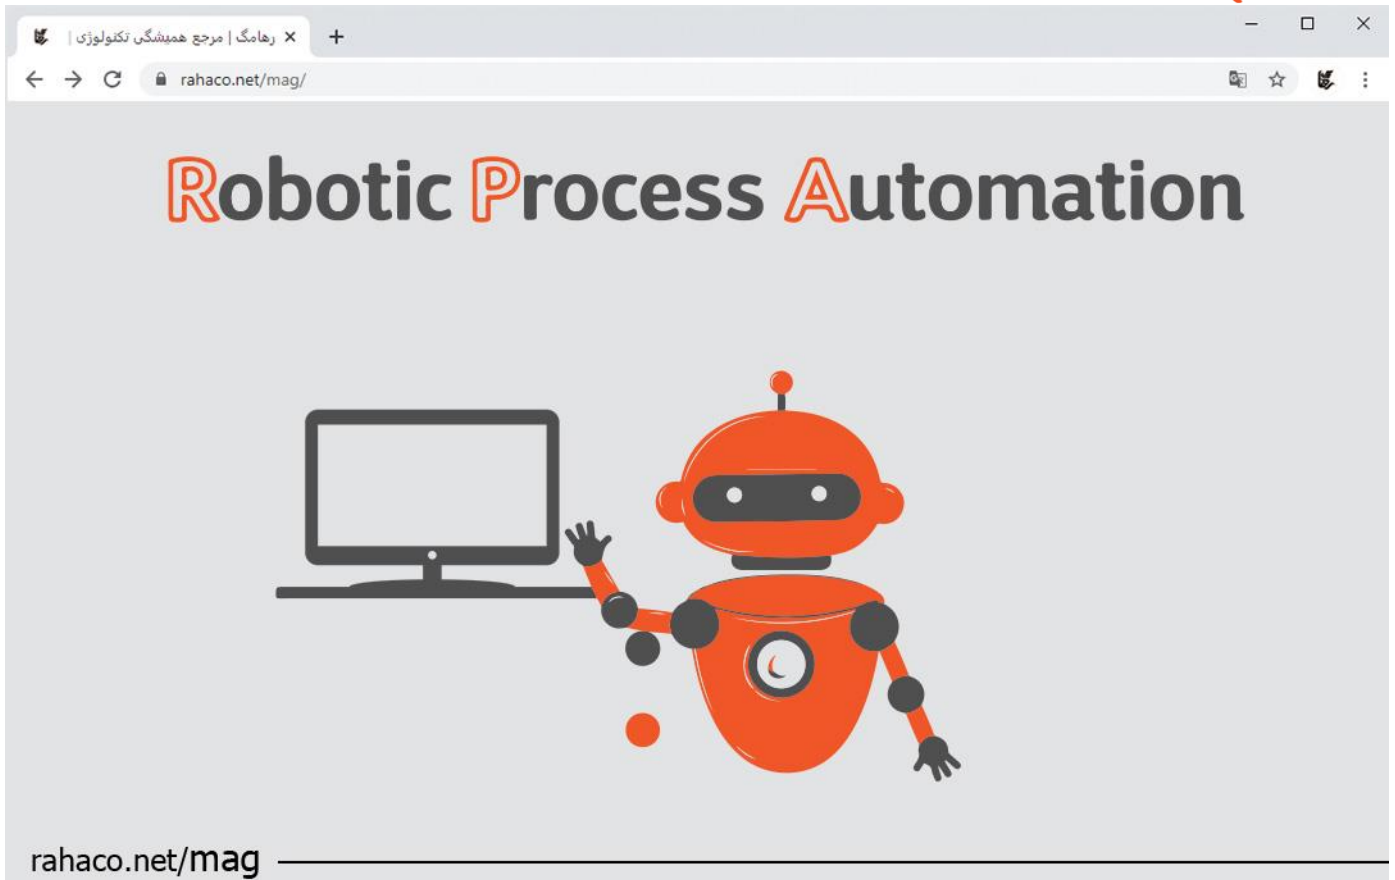 رهامگ | مرجع همیشگی تکنولوژی |
rahaco.net/mag/
Robotic Process Automation
rahaco.net/mag